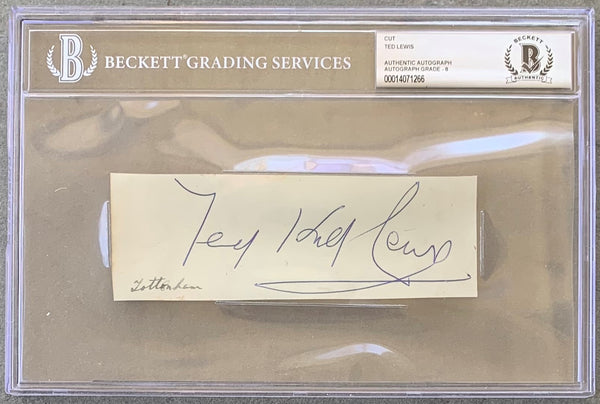 B
BECKETT GRADING SERVICES
CUT
TED LEWIS
AUTHENTIC AUTOGRAPH
AUTOGRAPH GRADE - 8
00014071266
BECKETT
B
AUTHENTIC
Ted Kid Lewis
Tottenham